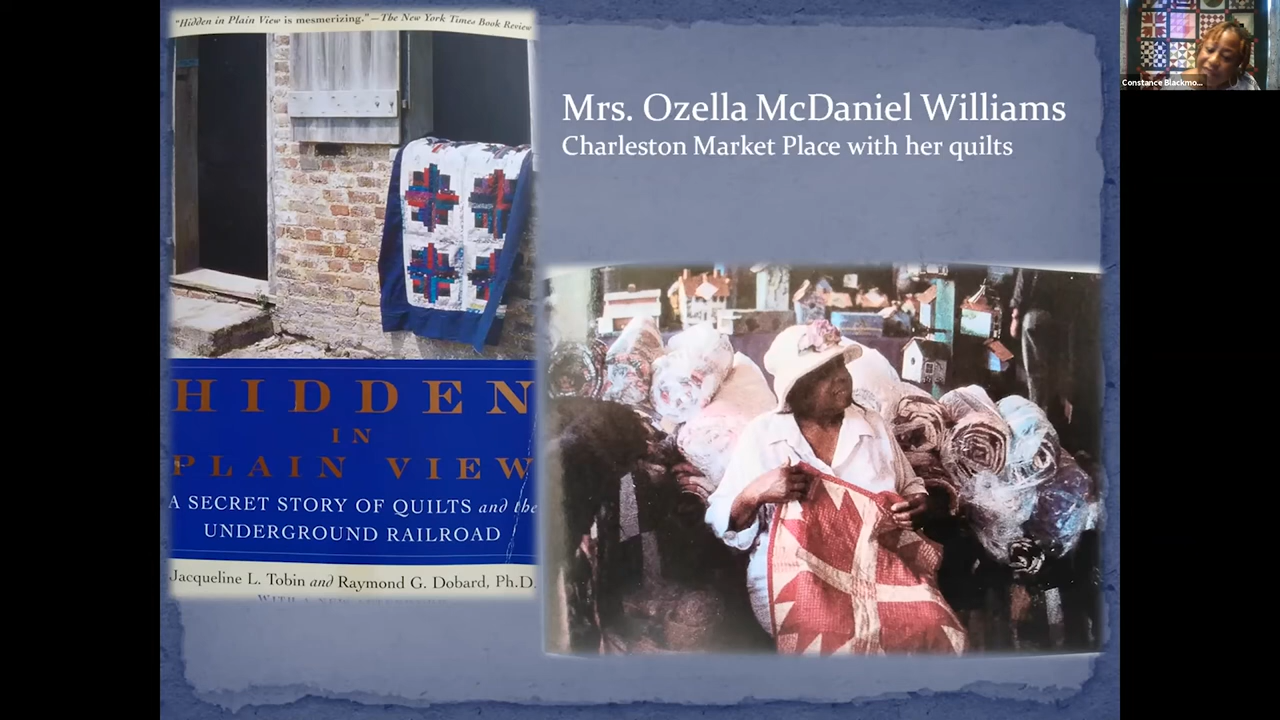 "Hidden in Plain View is mesmerizing."—The New York Times Book Review
HIDDEN
IN
PLAIN VIEW
A SECRET STORY OF QUILTS and the
UNDERGROUND RAILROAD
Jacqueline L. Tobin and Raymond G. Dobard, Ph.D.
Mrs. Ozella McDaniel Williams
Charleston Market Place with her quilts
Constance Blackmo...